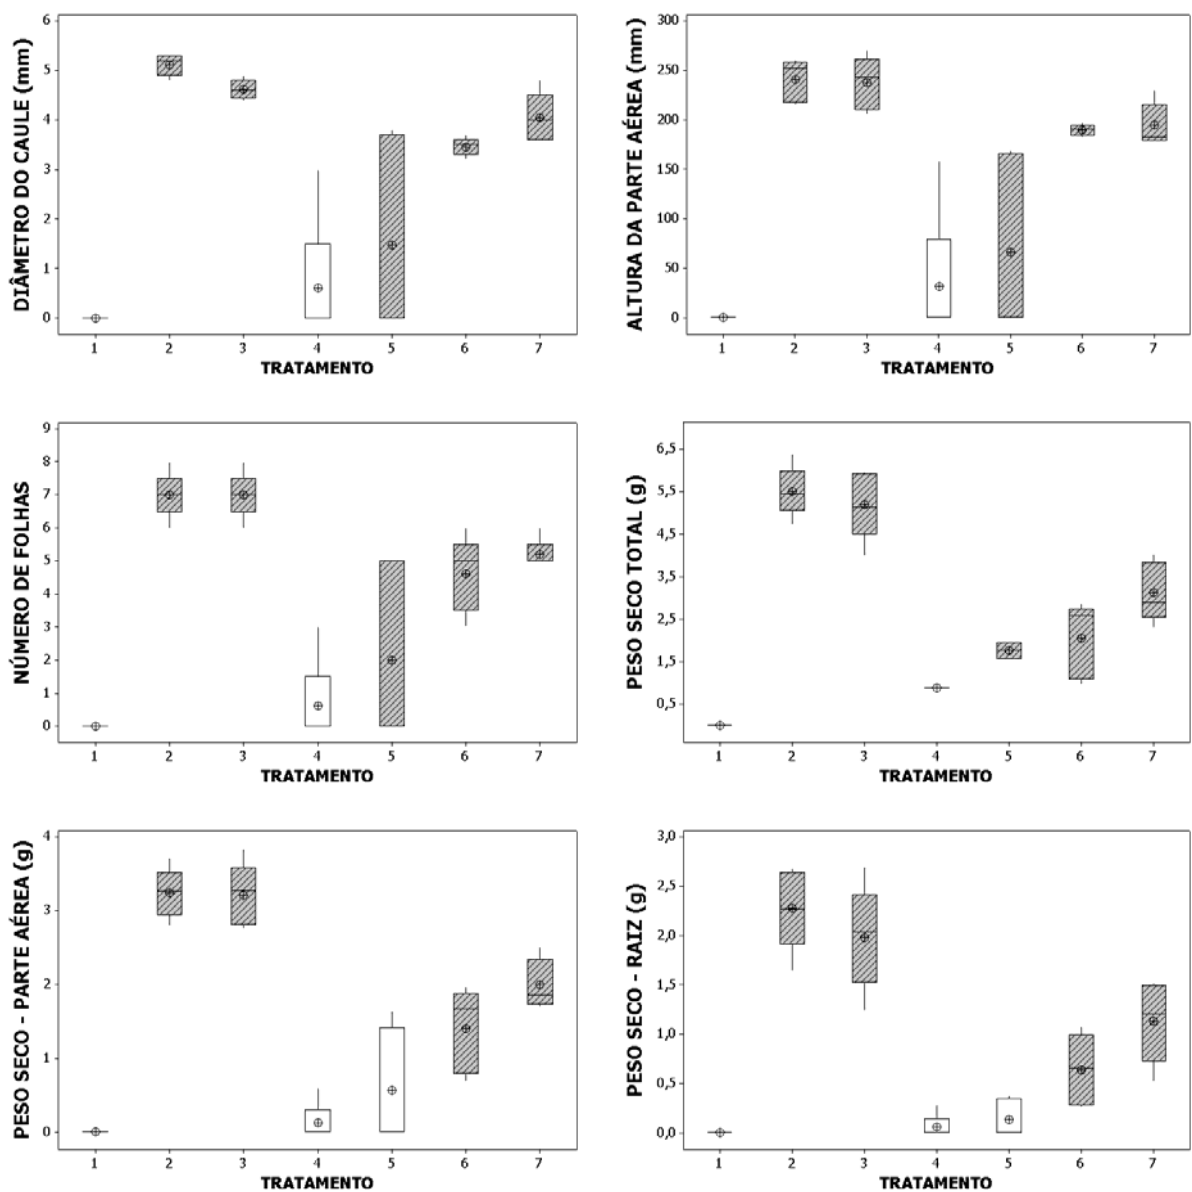 DIÂMETRO DO CAULE (mm)
6
5
4
3
2
1
0
1 2 3 4 5 6 7
TRATAMENTO
ALTURA DA PARTE AÉREA (mm)
300
250
200
150
100
50
0
1 2 3 4 5 6 7
TRATAMENTO
NÚMERO DE FOLHAS
9
8
7
6
5
4
3
2
1
0
1 2 3 4 5 6 7
TRATAMENTO
PESO SECO TOTAL (g)
6,5
5,5
4,5
3,5
2,5
1,5
0,5
1 2 3 4 5 6 7
TRATAMENTO
PESO SECO - PARTE AÉREA (g)
4
3
2
1
0
1 2 3 4 5 6 7
TRATAMENTO
PESO SECO - RAIZ (g)
3,0
2,5
2,0
1,5
1,0
0,5
0,0
1 2 3 4 5 6 7
TRATAMENTO